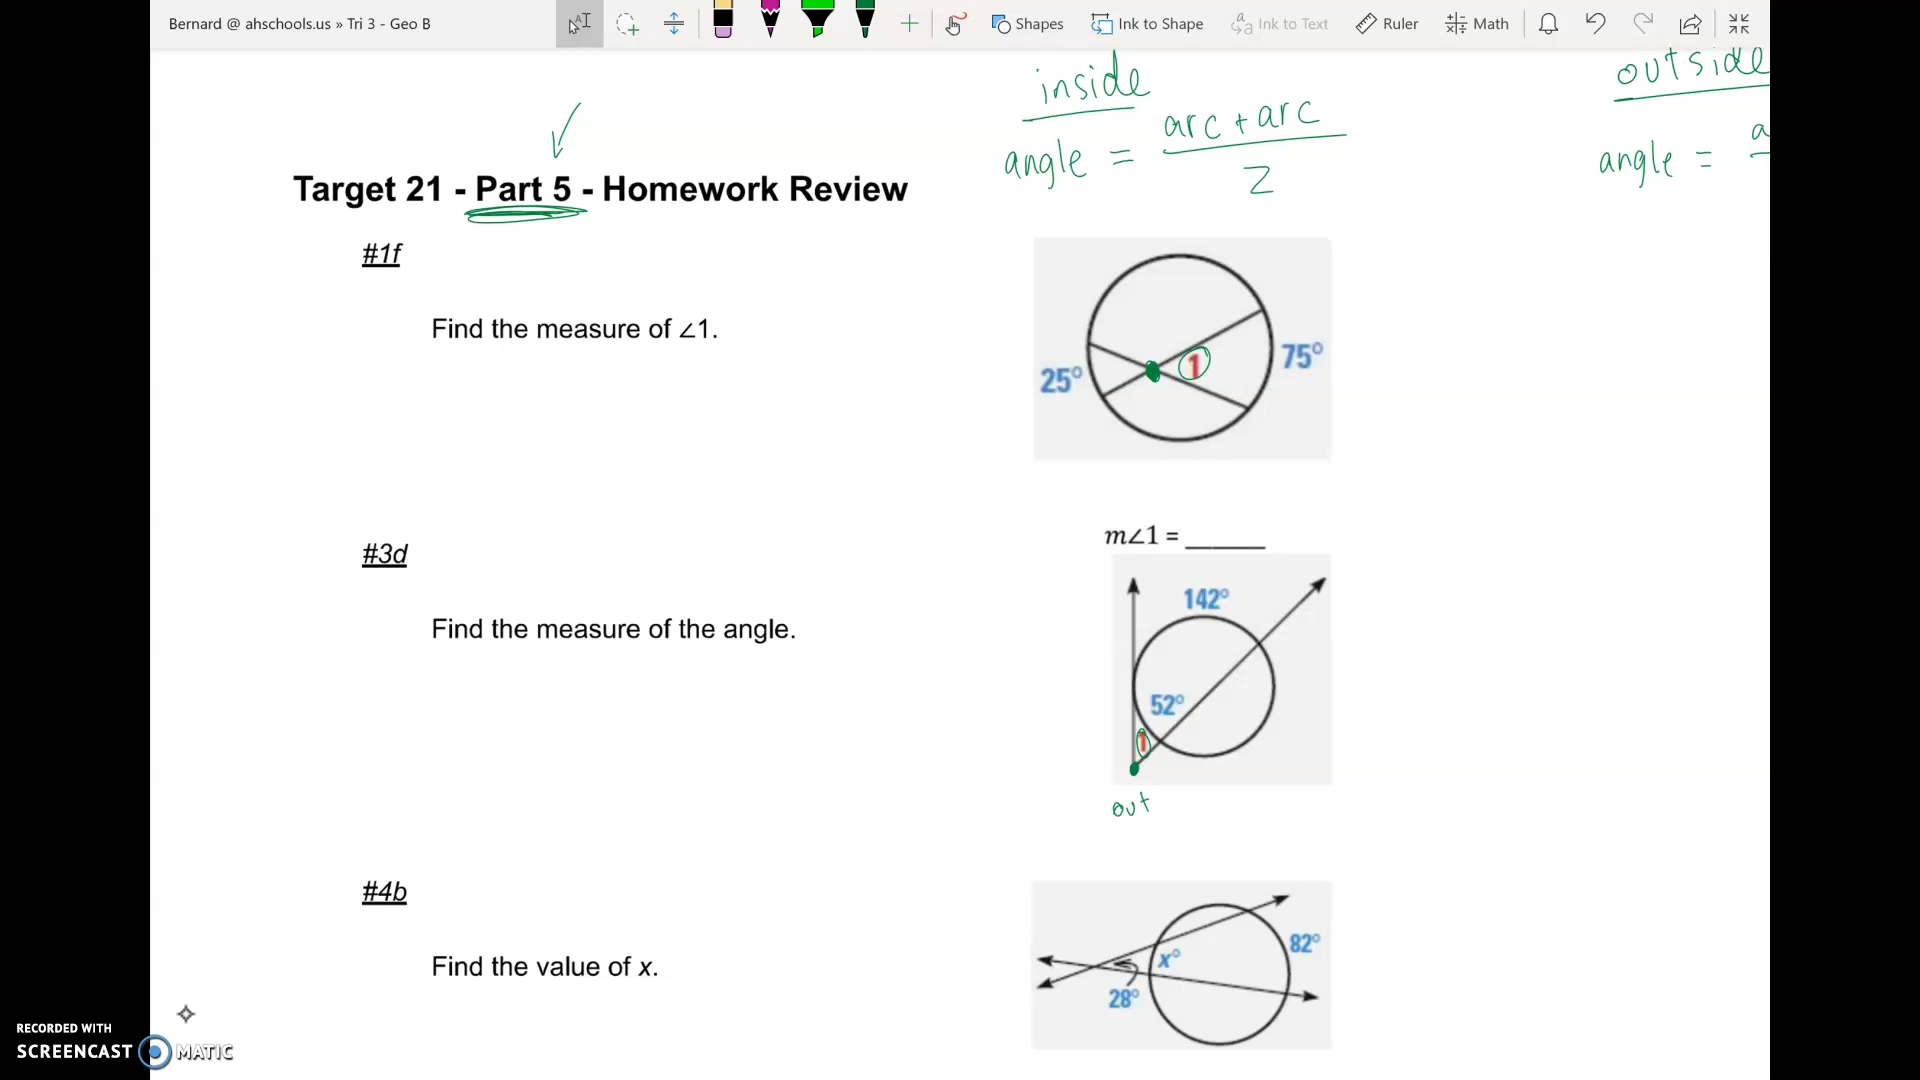 Bernard @ ahschools.us » Tri 3 - Geo B
Shapes
Ink to Shape
Ink to Text
Ruler
Math
inside
angle = arc + arc
2
outside
angle = a
Target 21 - Part 5 - Homework Review
#1f
Find the measure of ∠1.
25°
1
75°
#3d
m∠1 = ______
Find the measure of the angle.
142°
52°
1
out
#4b
Find the value of x.
82°
x°
28°
RECORDED WITH
SCREENCAST MATIC